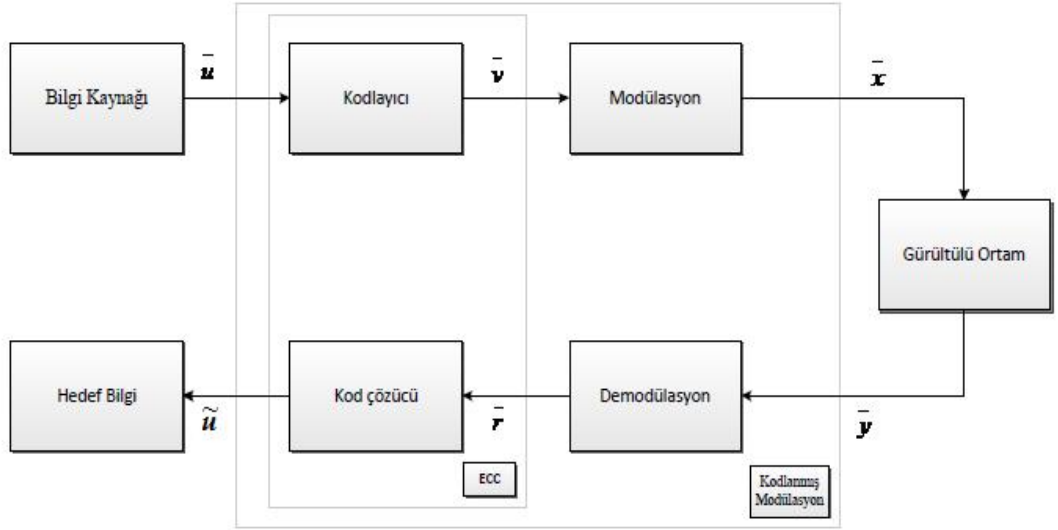 Bilgi Kaynağı
ū
Kodlayıcı
v̄
Modülasyon
x̄
Gürültülü Ortam
Hedef Bilgi
ũ
Kod çözücü
r̄
Demodülasyon
ȳ
ECC
Kodlanmış
Modülasyon